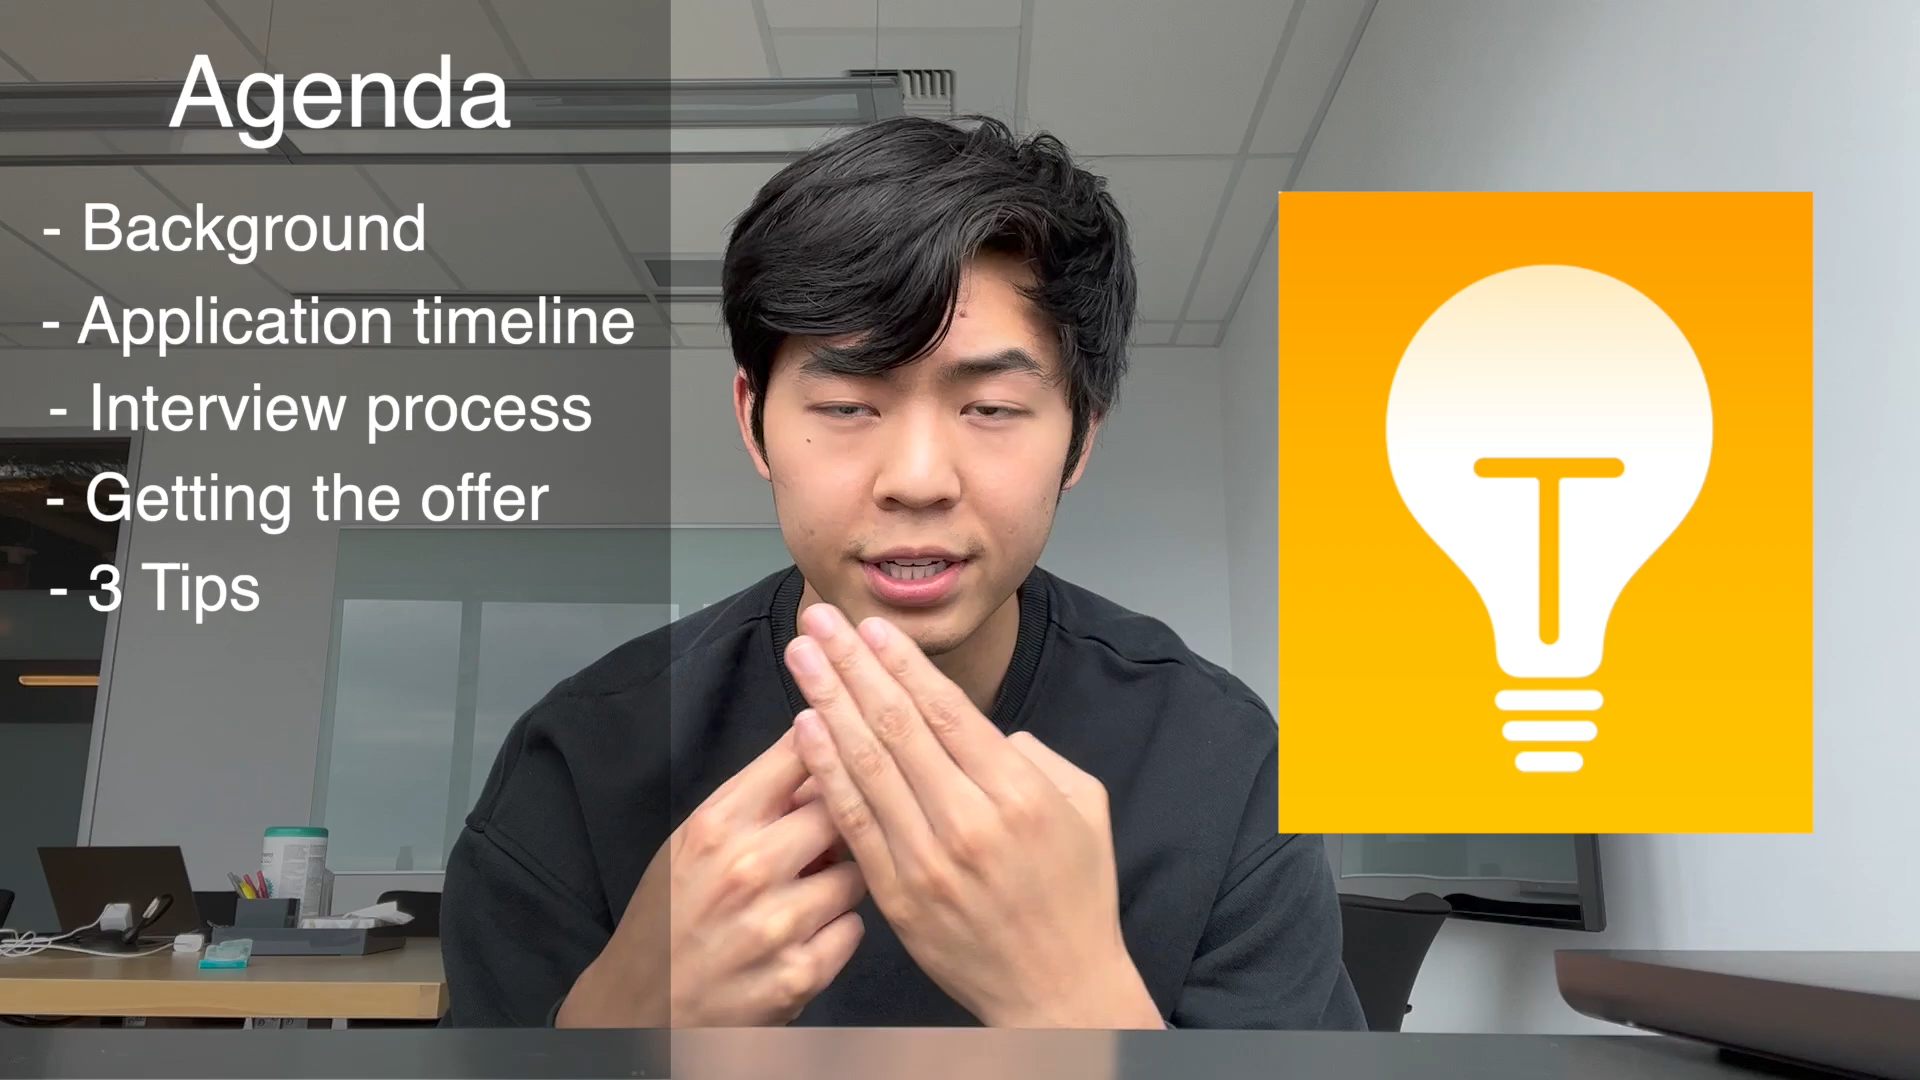 Agenda
- Background
- Application timeline
- Interview process
- Getting the offer
- 3 Tips
T